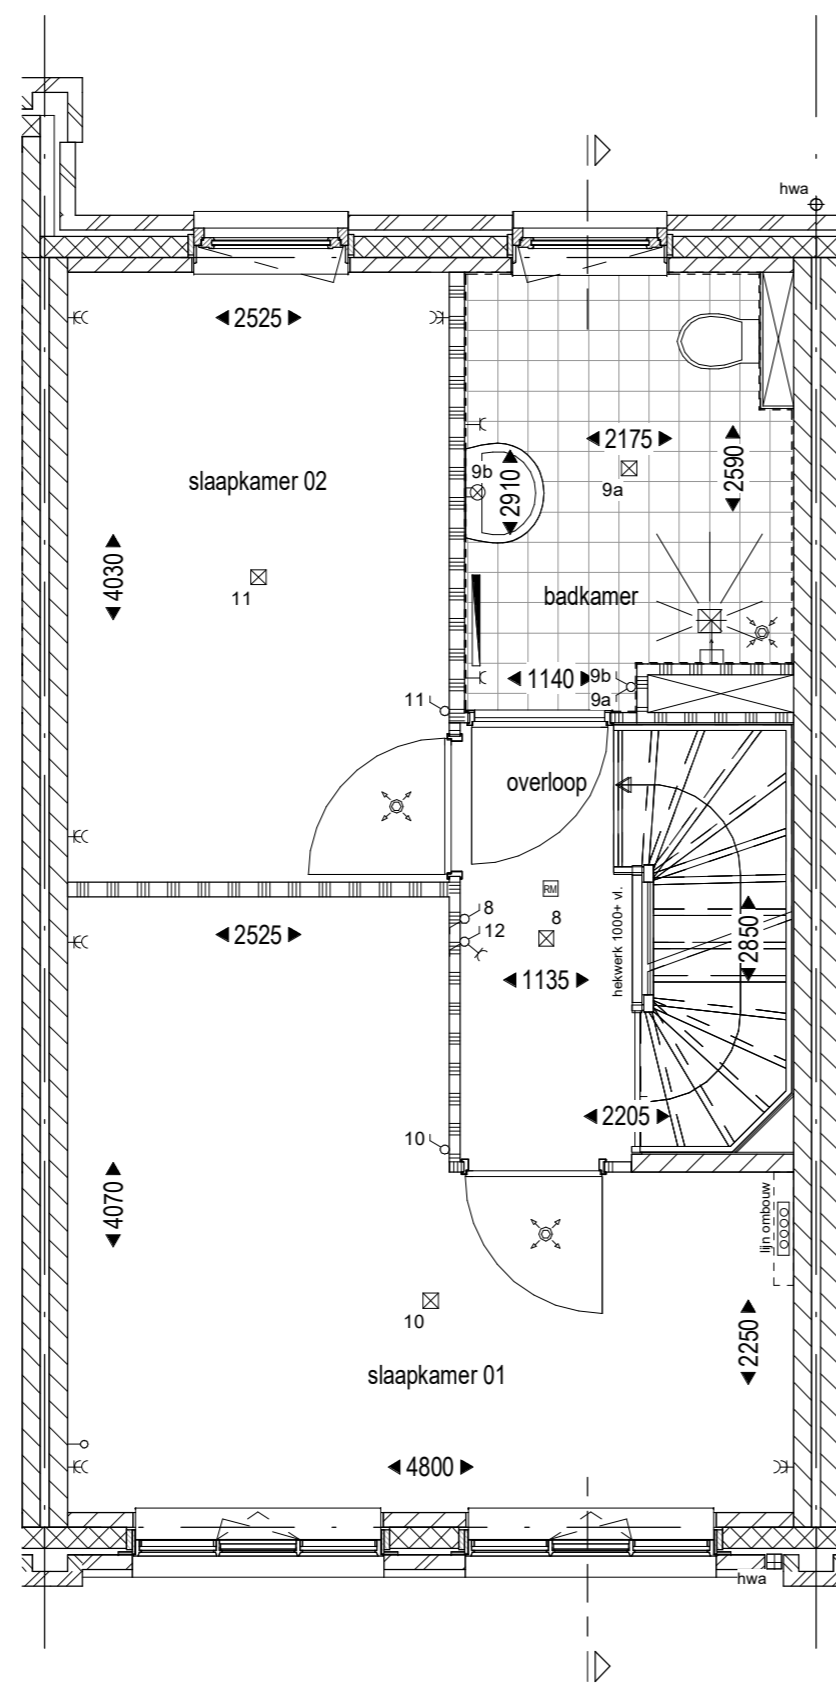 hwa
2525
2175
2590
9b
2910
9a
slaapkamer 02
4030
11
badkamer
1140
9b
9a
11
overloop
RM
8
8
12
2525
hekwerk 1000+ vl.
2850
1135
2205
10
4070
lijn ombouw
10
2250
slaapkamer 01
4800
hwa